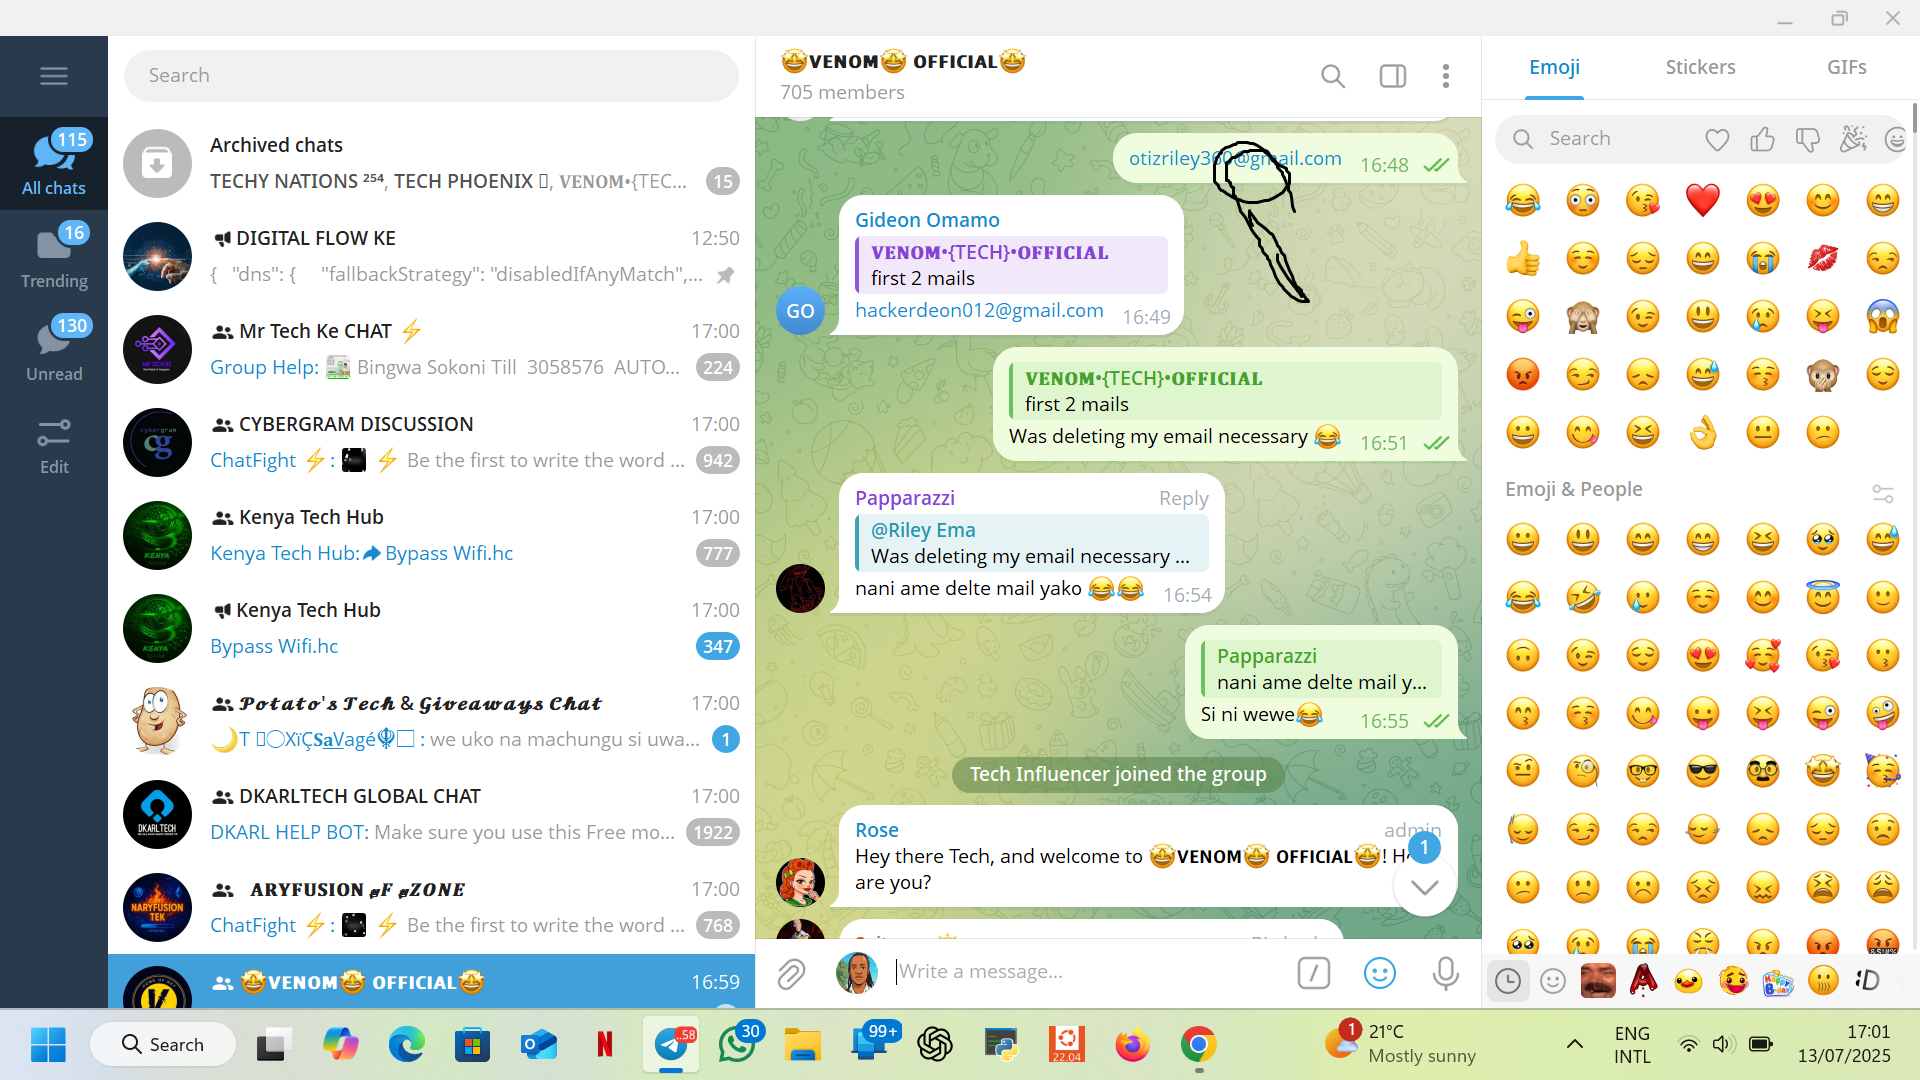 Search
115
All chats
16
Trending
130
Unread
Edit
Archived chats
TECHY NATIONS ²⁵⁴, TECH PHOENIX, VENOM•{TEC...
15
DIGITAL FLOW KE
12:50
{ "dns": { "fallbackStrategy": "disabledIfAnyMatch",...
Mr Tech Ke CHAT ⚡
17:00
Group Help: Bingwa Sokoni Till 3058576 AUTO...
224
CYBERGRAM DISCUSSION
17:00
ChatFight ⚡: ⚡ Be the first to write the word ...
942
Kenya Tech Hub
17:00
Kenya Tech Hub: Bypass Wifi.hc
777
Kenya Tech Hub
17:00
Bypass Wifi.hc
347
𝓟𝓸𝓽𝓪𝓽𝓸'𝓼 𝓣𝓮𝓬𝓱 & 𝓖𝓲𝓿𝓮𝓪𝔀𝓪𝔂𝓼 𝓒𝓱𝓪𝓽
17:00
: we uko na machungu si uwa...
1
DKARLTECH GLOBAL CHAT
17:00
DKARL HELP BOT: Make sure you use this Free mo...
1922
ARYFUSION ZONE
17:00
ChatFight ⚡: ⚡ Be the first to write the word ...
768
🤩VENOM🤩 OFFICIAL🤩
16:59
🤩VENOM🤩 OFFICIAL🤩
705 members
otizriley360@gmail.com 16:48
Gideon Omamo
VENOM•{TECH}•OFFICIAL
first 2 mails
hackerdeon012@gmail.com 16:49
GO
VENOM•{TECH}•OFFICIAL
first 2 mails
Was deleting my email necessary 😂 16:51
Papparazzi Reply
@Riley Ema
Was deleting my email necessary ...
nani ame delte mail yako 😂😂 16:54
Papparazzi
nani ame delte mail y...
Si ni wewe😂 16:55
Tech Influencer joined the group
Rose admin
Hey there Tech, and welcome to 🤩VENOM🤩 OFFICIAL🤩! H
are you?
1
Write a message...
Emoji Stickers GIFs
Search
Emoji & People
Search
58
30
99+
22.04
1
21°C
Mostly sunny
ENG
INTL
17:01
13/07/2025